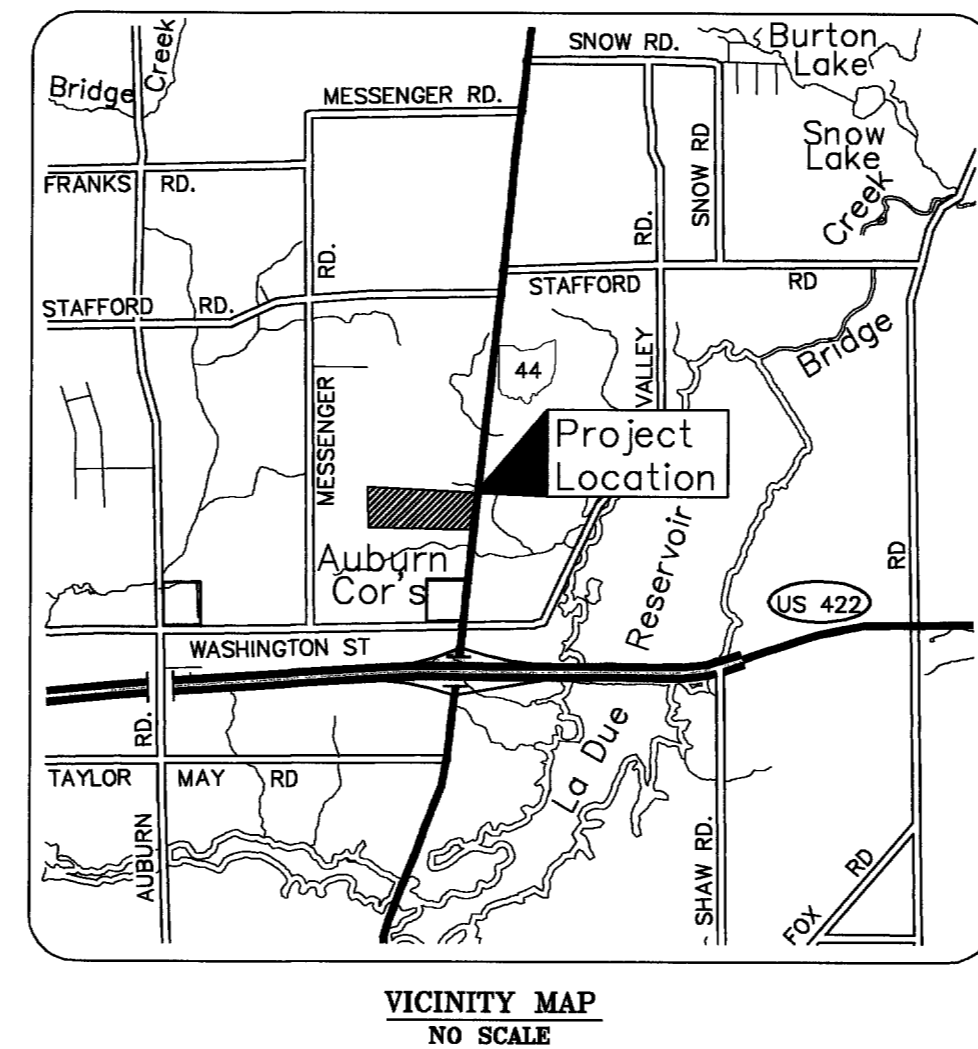 SNOW RD.
Burton
Lake
Bridge Creek
MESSENGER RD.
Snow
Lake
SNOW RD
FRANKS RD.
Creek
RD.
RD.
STAFFORD RD
STAFFORD RD.
Bridge
VALLEY
44
MESSENGER
Project
Location
Auburn
Cor's
Reservoir
RD
US 422
WASHINGTON ST
La Due
RD.
TAYLOR MAY RD
AUBURN
SHAW RD.
FOX RD
VICINITY MAP
NO SCALE